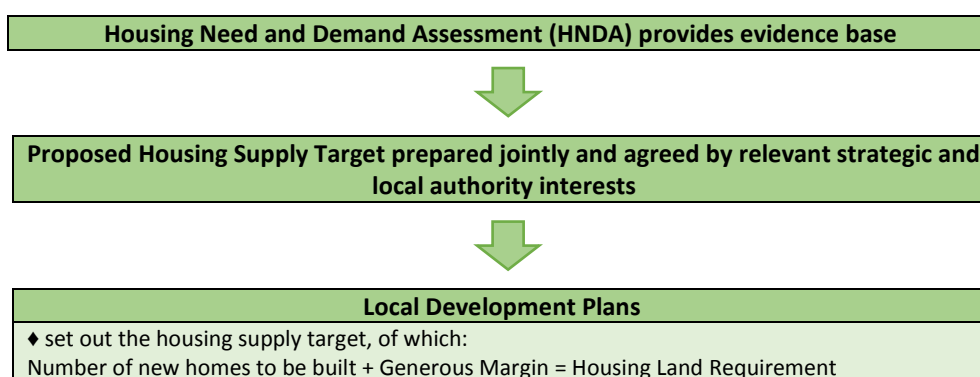 Housing Need and Demand Assessment (HNDA) provides evidence base
Proposed Housing Supply Target prepared jointly and agreed by relevant strategic and
local authority interests
Local Development Plans
♦ set out the housing supply target, of which:
Number of new homes to be built + Generous Margin = Housing Land Requirement